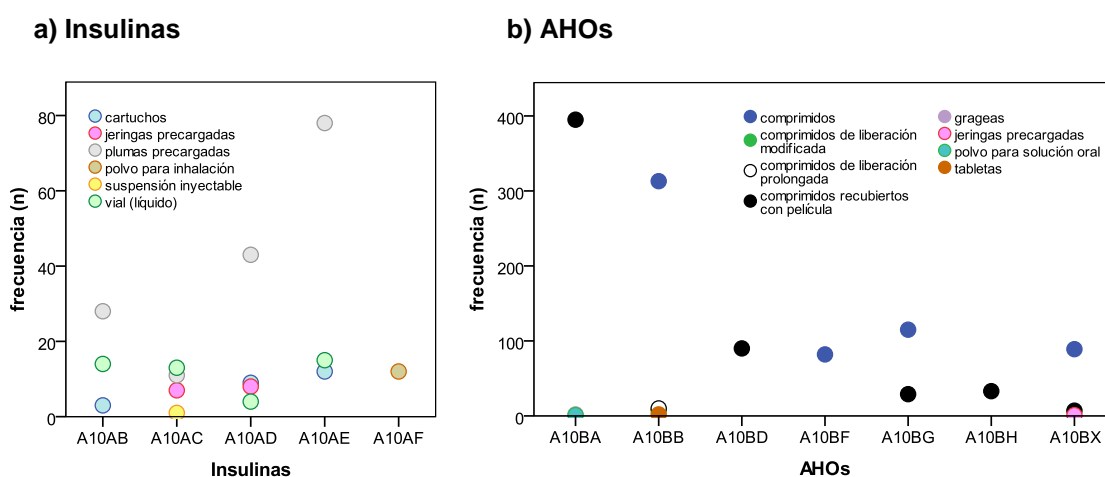 a) Insulinas
frecuencia (n)
80
60
40
20
0
cartuchos
jeringas precargadas
plumas precargadas
polvo para inhalación
suspensión inyectable
vial (líquido)
A10AB A10AC A10AD A10AE A10AF
Insulinas
b) AHOs
frecuencia (n)
400
300
200
100
0
comprimidos
comprimidos de liberación
modificada
comprimidos de liberación
prolongada
comprimidos recubiertos
con película
grageas
jeringas precargadas
polvo para solución oral
tabletas
A10BA A10BB A10BD A10BF A10BG A10BH A10BX
AHOs